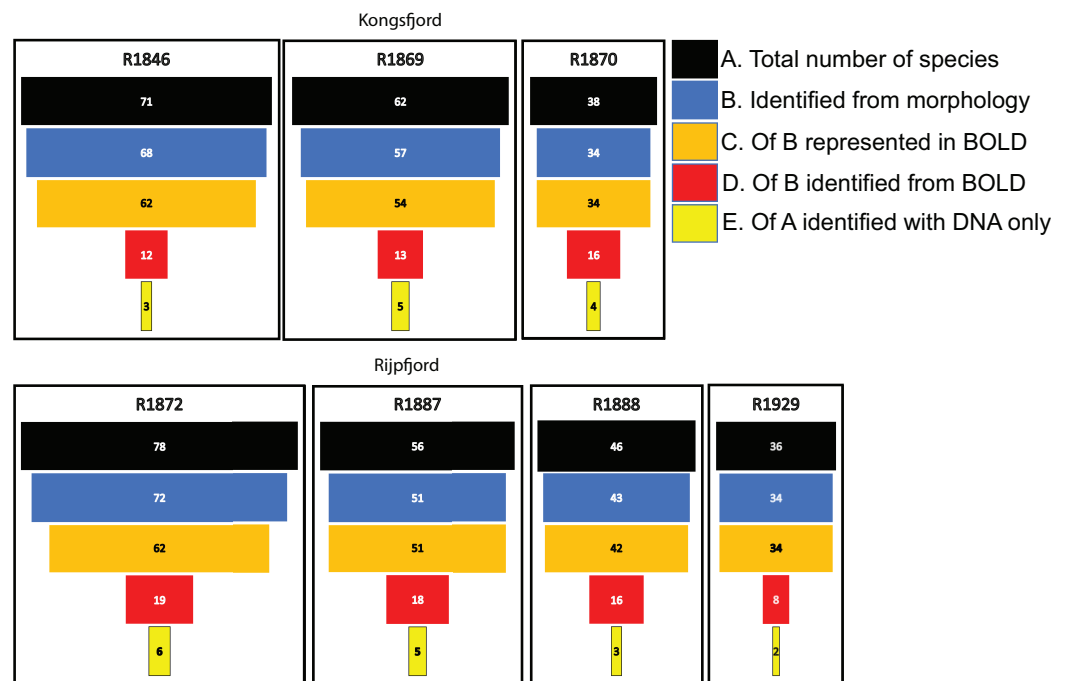 Kongsfjord
R1846
71
68
62
12
3
R1869
62
57
54
13
5
R1870
38
34
34
16
4
A. Total number of species
B. Identified from morphology
C. Of B represented in BOLD
D. Of B identified from BOLD
E. Of A identified with DNA only
Rijpfjord
R1872
78
72
62
19
6
R1887
56
51
51
18
5
R1888
46
43
42
16
3
R1929
36
34
34
8
2